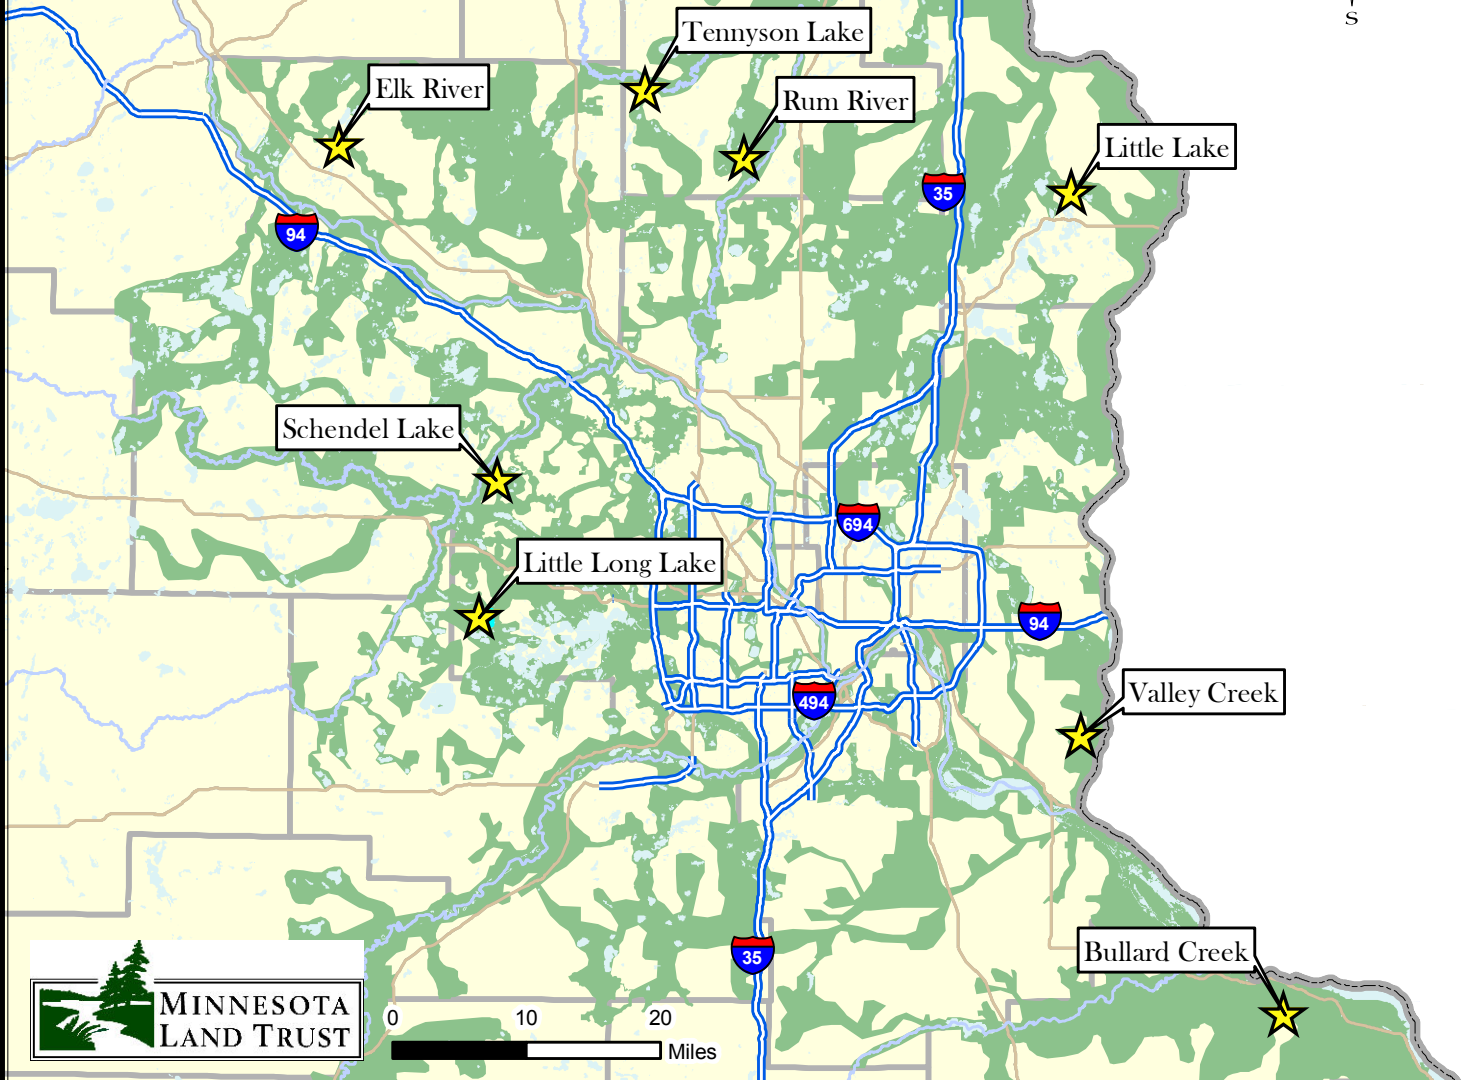 S
Tennyson Lake
Elk River
Rum River
Little Lake
35
94
Schendel Lake
694
Little Long Lake
94
Valley Creek
494
Bullard Creek
35
MINNESOTA
LAND TRUST
0 10 20
Miles